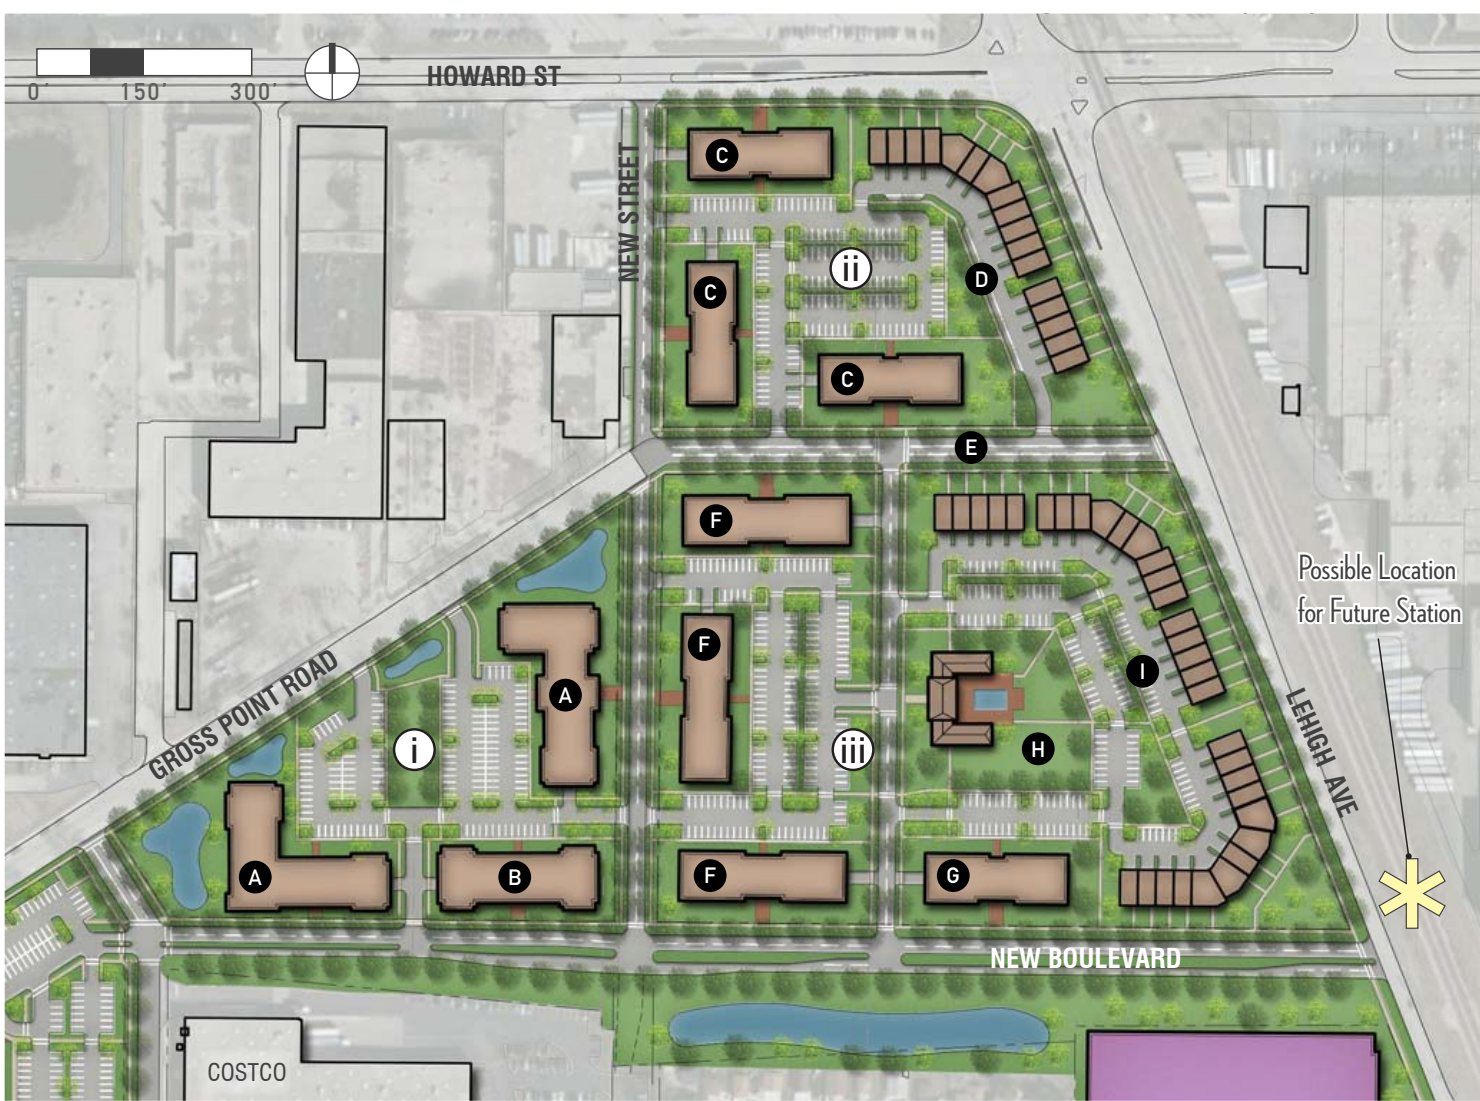 HOWARD ST
0' 150' 300'
NEW STREET
C
C
ii
D
C
E
F
F
Possible Location
for Future Station
I
A
GROSS POINT ROAD
i
iii
H
LEHIGH AVE
A
B
F
G
NEW BOULEVARD
COSTCO